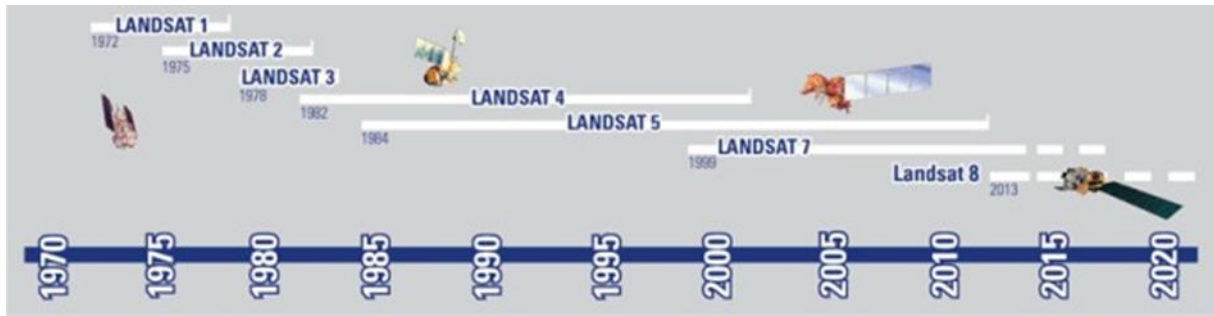 LANDSAT 1
1972
LANDSAT 2
1975
LANDSAT 3
1978
LANDSAT 4
1982
LANDSAT 5
1984
LANDSAT 7
1999
Landsat 8
2013
1970 1975 1980 1985 1990 1995 2000 2005 2010 2015 2020